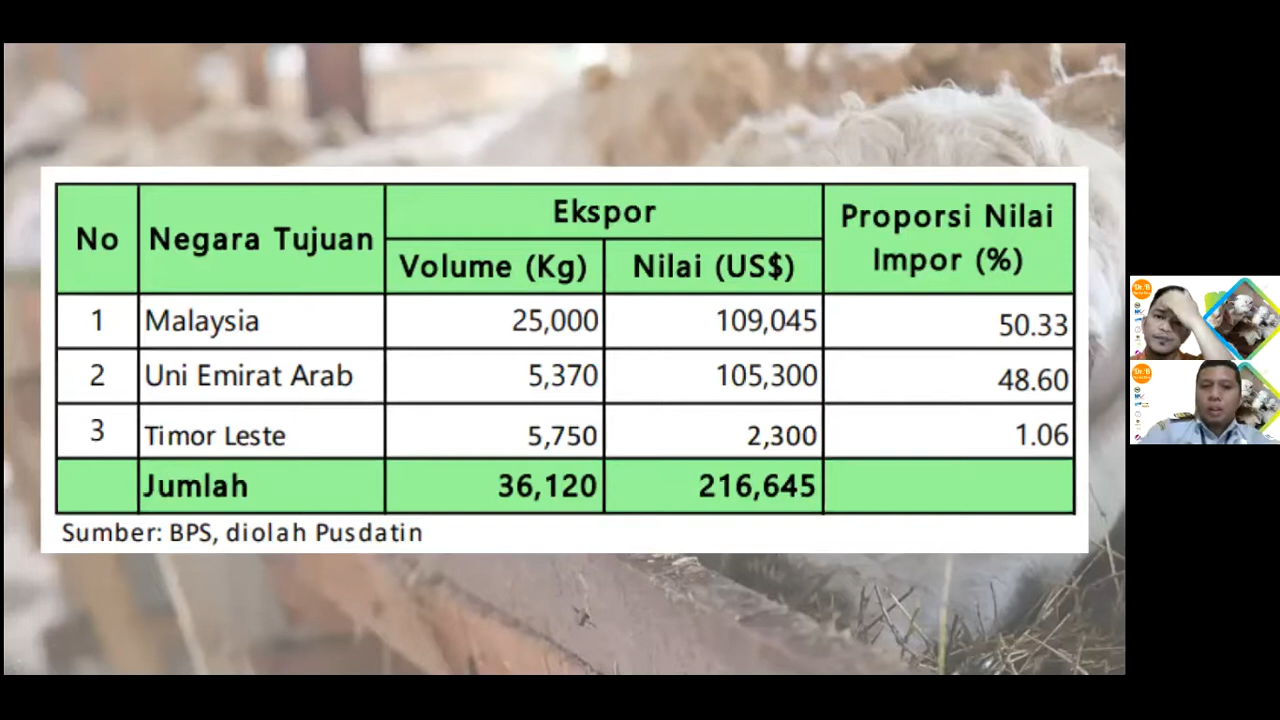 No Negara Tujuan Ekspor Proporsi Nilai Impor (%)
Volume (Kg) Nilai (US$)
1 Malaysia 25,000 109,045 50.33
2 Uni Emirat Arab 5,370 105,300 48.60
3 Timor Leste 5,750 2,300 1.06
Jumlah 36,120 216,645
Sumber: BPS, diolah Pusdatin